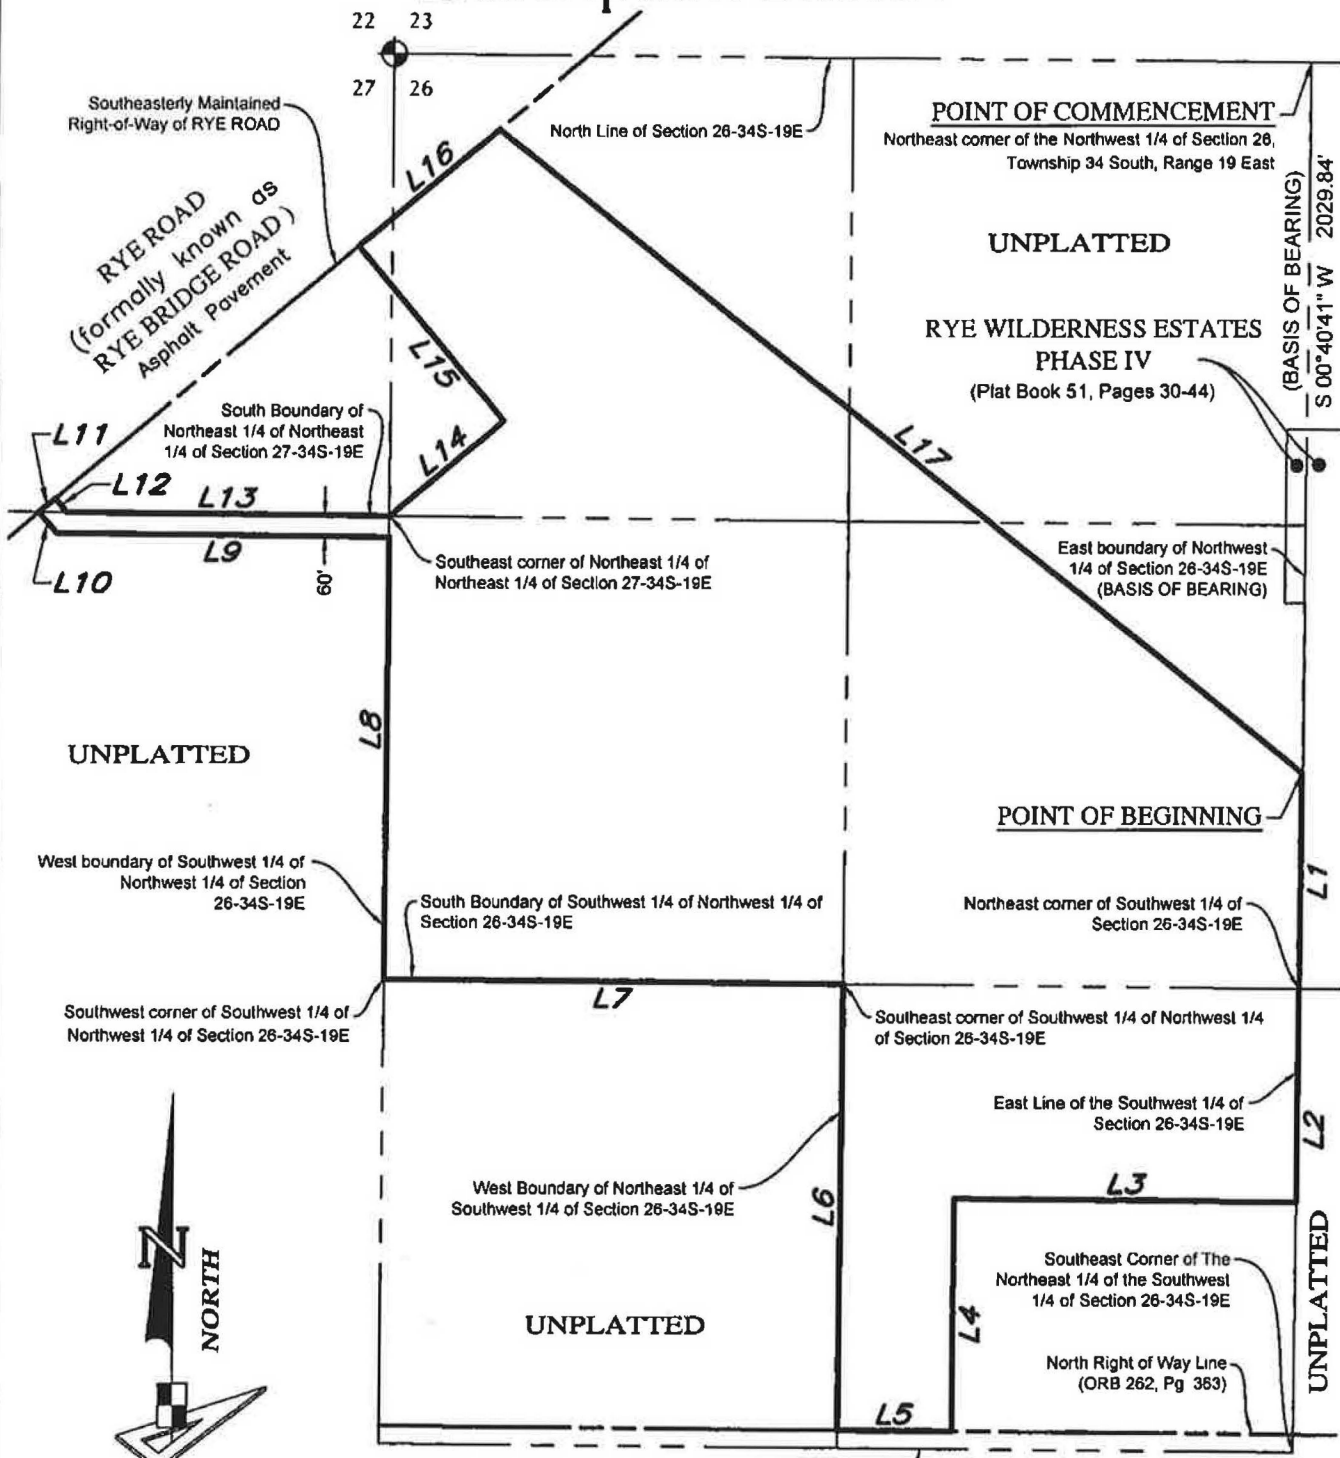 22 23
27 26
Southeasterly Maintained
Right-of-Way of RYE ROAD
North Line of Section 26-34S-19E
POINT OF COMMENCEMENT
Northeast corner of the Northwest 1/4 of Section 26,
Township 34 South, Range 19 East
(BASIS OF BEARING)
S 00°40'41" W 2029.84'
UNPLATTED
L16
RYE ROAD
(formally known as
RYE BRIDGE ROAD)
Asphalt Pavement
RYE WILDERNESS ESTATES
PHASE IV
(Plat Book 51, Pages 30-44)
L15
South Boundary of
Northeast 1/4 of Northeast
1/4 of Section 27-34S-19E
L14
L17
L11
L12
L13
L9
L10
60'
Southeast corner of Northeast 1/4 of
Northeast 1/4 of Section 27-34S-19E
East boundary of Northwest
1/4 of Section 26-34S-19E
(BASIS OF BEARING)
L8
UNPLATTED
POINT OF BEGINNING
L1
West boundary of Southwest 1/4 of
Northwest 1/4 of Section
26-34S-19E
South Boundary of Southwest 1/4 of Northwest 1/4 of
Section 26-34S-19E
Northeast corner of Southwest 1/4 of
Section 26-34S-19E
L7
Southwest corner of Southwest 1/4 of
Northwest 1/4 of Section 26-34S-19E
Southeast corner of Southwest 1/4 of Northwest 1/4
of Section 26-34S-19E
East Line of the Southwest 1/4 of
Section 26-34S-19E
L2
West Boundary of Northeast 1/4 of
Southwest 1/4 of Section 26-34S-19E
L6
L3
N
NORTH
Southeast Corner of The
Northeast 1/4 of the Southwest
1/4 of Section 26-34S-19E
UNPLATTED
UNPLATTED
L4
North Right of Way Line
(ORB 262, Pg 363)
L5